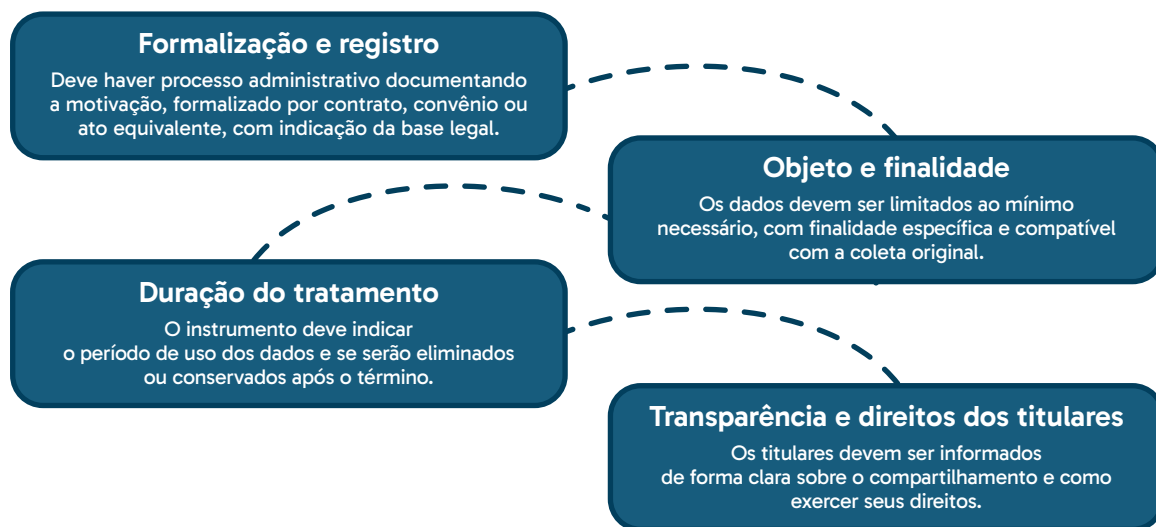 Formalização e registro
Deve haver processo administrativo documentando
a motivação, formalizado por contrato, convênio ou
ato equivalente, com indicação da base legal.
Objeto e finalidade
Os dados devem ser limitados ao mínimo
necessário, com finalidade específica e compatível
com a coleta original.
Duração do tratamento
O instrumento deve indicar
o período de uso dos dados e se serão eliminados
ou conservados após o término.
Transparência e direitos dos titulares
Os titulares devem ser informados
de forma clara sobre o compartilhamento e como
exercer seus direitos.